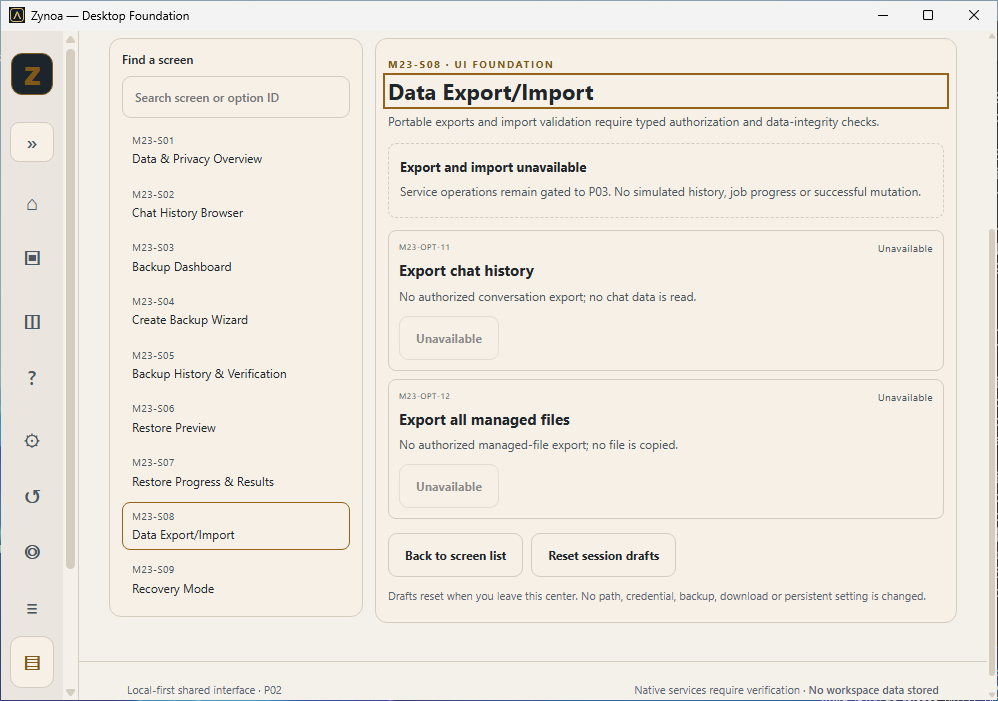 Zynoa — Desktop Foundation
Z
»
?
Find a screen
Search screen or option ID
M23-S01
Data & Privacy Overview
M23-S02
Chat History Browser
M23-S03
Backup Dashboard
M23-S04
Create Backup Wizard
M23-S05
Backup History & Verification
M23-S06
Restore Preview
M23-S07
Restore Progress & Results
M23-S08
Data Export/Import
M23-S09
Recovery Mode
M23-S08 · UI FOUNDATION
Data Export/Import
Portable exports and import validation require typed authorization and data-integrity checks.
Export and import unavailable
Service operations remain gated to P03. No simulated history, job progress or successful mutation.
M23-OPT-11
Unavailable
Export chat history
No authorized conversation export; no chat data is read.
Unavailable
M23-OPT-12
Unavailable
Export all managed files
No authorized managed-file export; no file is copied.
Unavailable
Back to screen list
Reset session drafts
Drafts reset when you leave this center. No path, credential, backup, download or persistent setting is changed.
Local-first shared interface · P02
Native services require verification · No workspace data stored